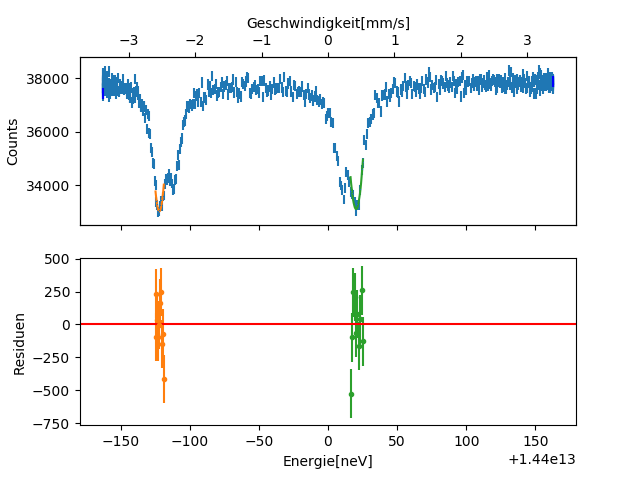 Geschwindigkeit[mm/s]
−3 −2 −1 0 1 2 3
38000
36000
34000
Counts
500
250
0
−250
−500
−750
Residuen
−150 −100 −50 0 50 100 150
Energie[neV]
+1.44e13